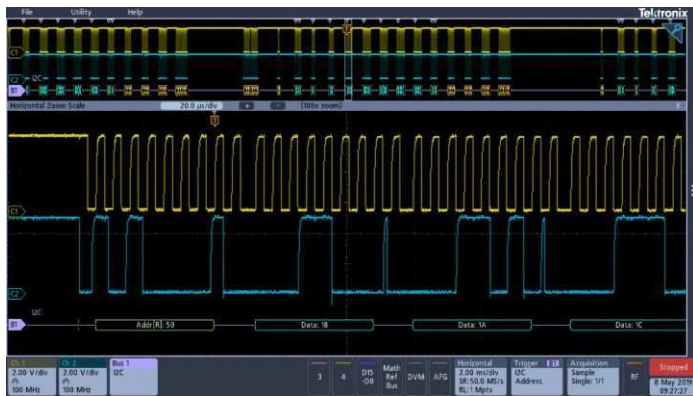 File Utility Help Tektronix
C1
C2 I2C
B1
Horizontal Zoom Scale 20.0 µs/div (100x zoom) X
T
C1
C2
I2C
B1 Addr[R]: 50 Data: 1B Data: 1A Data: 1C
Ch 1 Ch 2 Bus 1 Horizontal Trigger Acquisition Stopped
2.00 V/div 2.00 V/div I2C 3 4 D15 -D0 Math Ref Bus DVM AFG 2.00 ms/div I2C Sample RF
SR: 50.0 MS/s Address Single: 1/1
100 MHz 100 MHz RL: 1 Mpts 8 May 2019
09:27:27